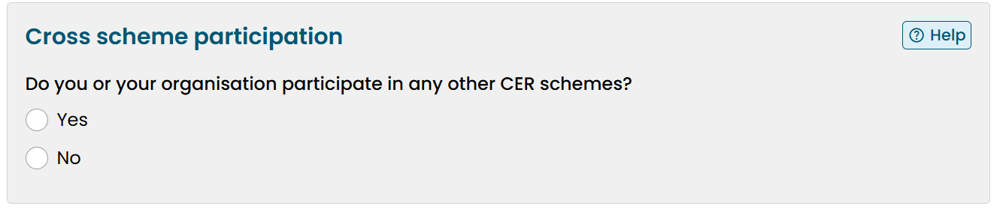 Cross scheme participation
Help
Do you or your organisation participate in any other CER schemes?
Yes
No